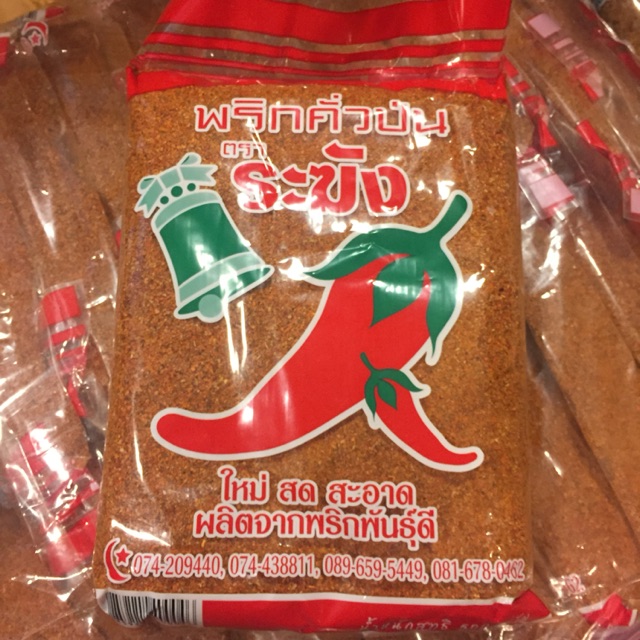 พริกคั่วป่น
ตรา
ระฆัง
ใหม่ สด สะอาด
ผลิตจากพริกพันธุ์ดี
074-209440, 074-438811, 089-659-5449, 081-678-0462